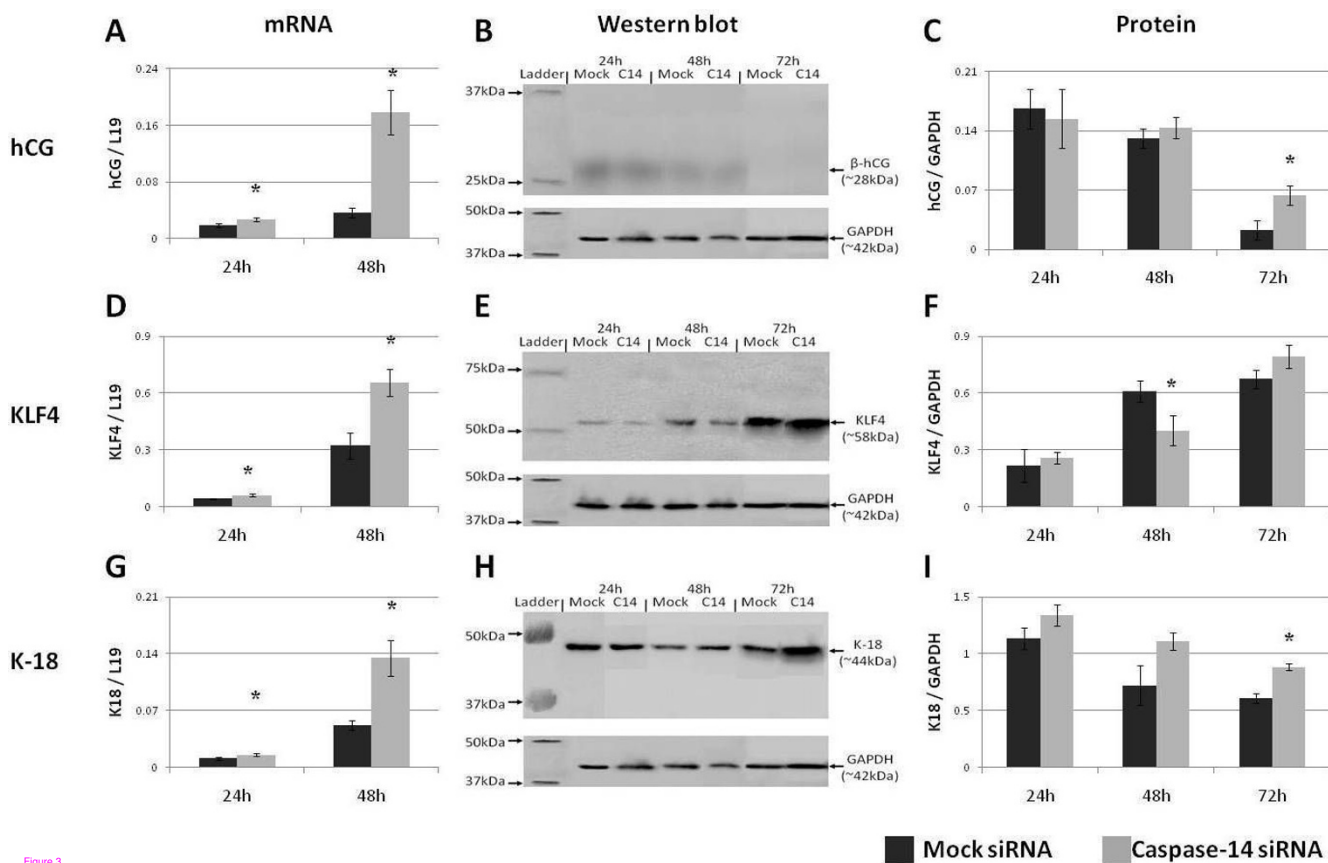 A mRNA B Western blot C Protein
hCG
hCG / L19
0.24
0.16
0.08
0
* *
24h 48h
24h 48h 72h
Ladder Mock C14 Mock C14 Mock C14
37kDa
25kDa
β-hCG
(~28kDa)
50kDa
37kDa
GAPDH
(~42kDa)
hCG / GAPDH
0.21
0.14
0.07
0
*
24h 48h 72h
D E F
KLF4
KLF4 / L19
0.9
0.6
0.3
0
* *
24h 48h
24h 48h 72h
Ladder Mock C14 Mock C14 Mock C14
75kDa
50kDa
KLF4
(~58kDa)
50kDa
37kDa
GAPDH
(~42kDa)
KLF4 / GAPDH
0.9
0.6
0.3
0
*
24h 48h 72h
G H I
K-18
K18 / L19
0.21
0.14
0.07
0
* *
24h 48h
24h 48h 72h
Ladder Mock C14 Mock C14 Mock C14
50kDa
37kDa
K-18
(~44kDa)
50kDa
37kDa
GAPDH
(~42kDa)
K18 / GAPDH
1.5
1
0.5
0
*
24h 48h 72h
Mock siRNA Caspase-14 siRNA
Figure 3